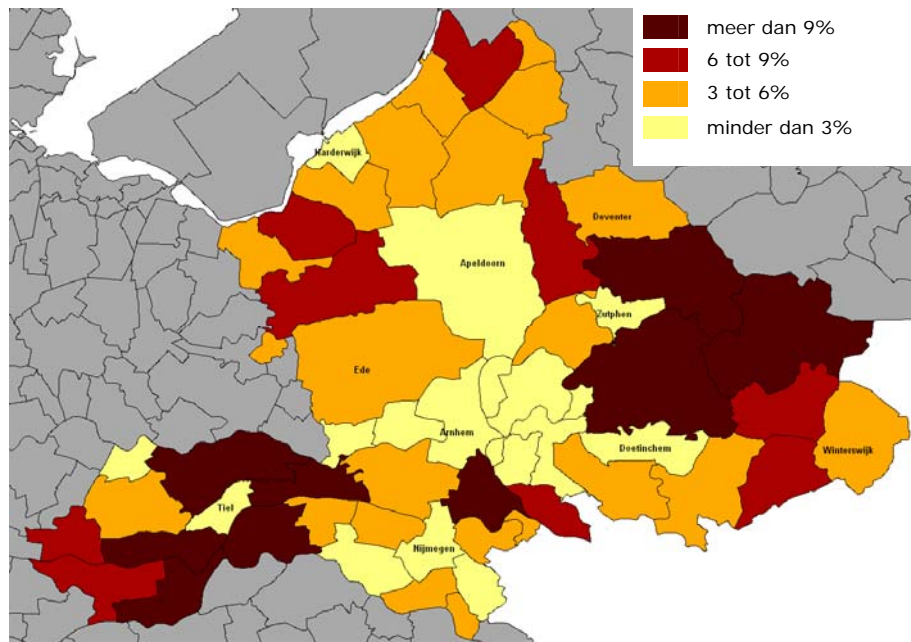 meer dan 9%
6 tot 9%
3 tot 6%
minder dan 3%
Harderwijk
Deventer
Apeldoorn
Zutphen
Ede
Arnhem
Doetinchem
Winterswijk
Tiel
Nijmegen